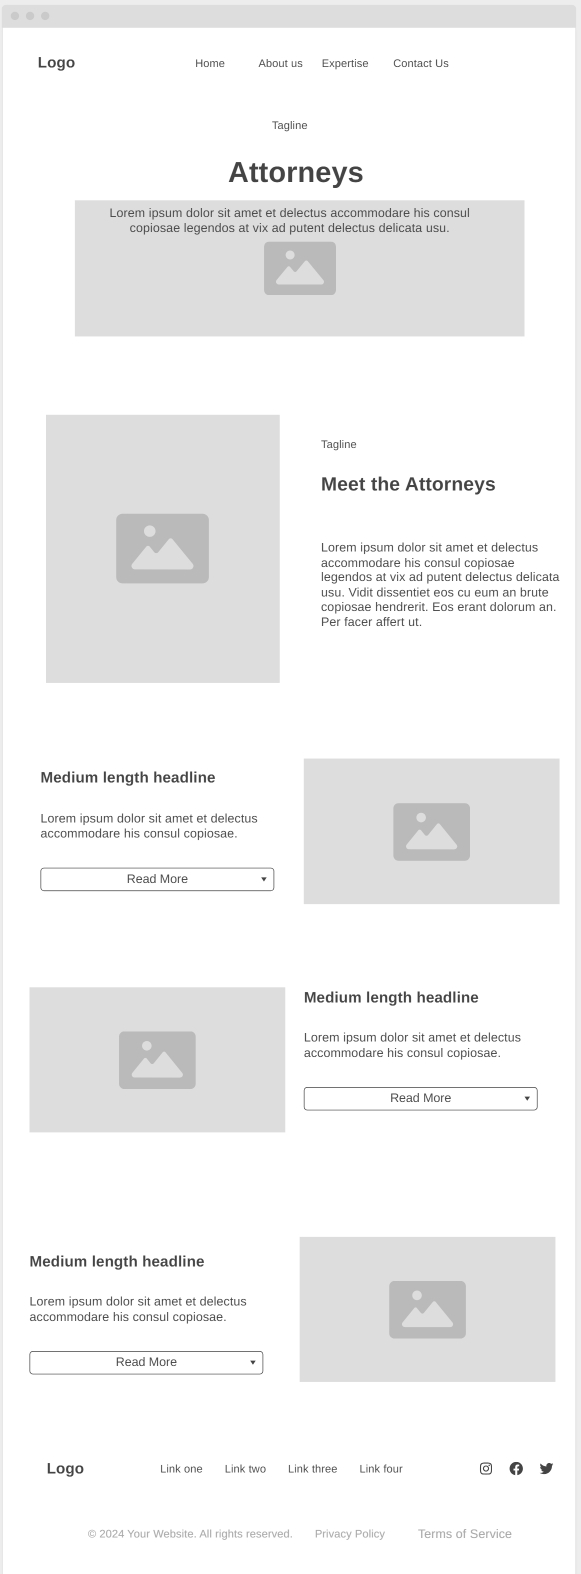 Logo
Home About us Expertise Contact Us
Tagline
Attorneys
Lorem ipsum dolor sit amet et delectus accommodare his consul
copiosae legendos at vix ad putent delectus delicata usu.
Tagline
Meet the Attorneys
Lorem ipsum dolor sit amet et delectus
accommodare his consul copiosae
legendos at vix ad putent delectus delicata
usu. Vidit dissentiet eos cu eum an brute
copiosae hendrerit. Eos erant dolorum an.
Per facer affert ut.
Medium length headline
Lorem ipsum dolor sit amet et delectus
accommodare his consul copiosae.
Read More
Medium length headline
Lorem ipsum dolor sit amet et delectus
accommodare his consul copiosae.
Read More
Medium length headline
Lorem ipsum dolor sit amet et delectus
accommodare his consul copiosae.
Read More
Logo
Link one Link two Link three Link four
© 2024 Your Website. All rights reserved. Privacy Policy Terms of Service